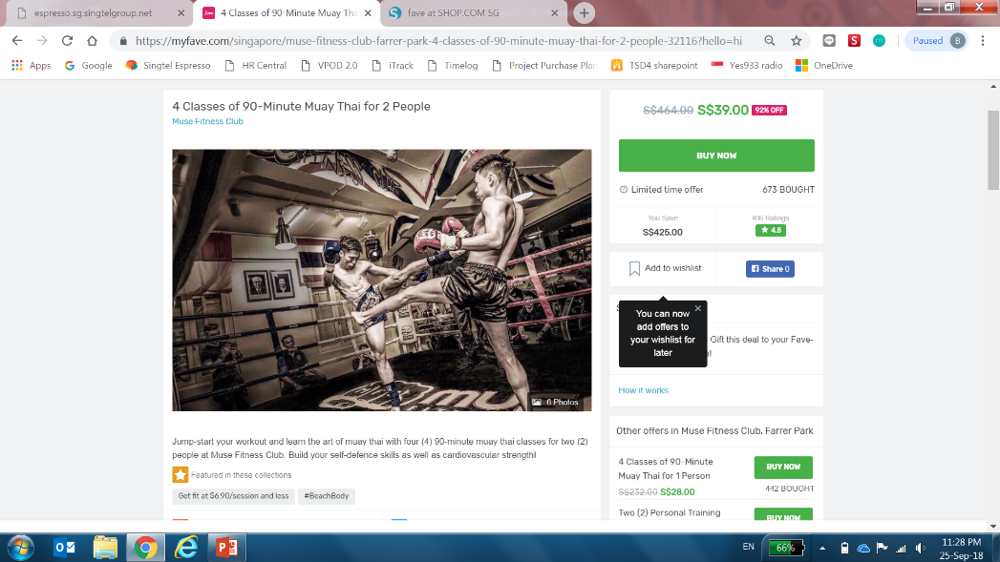 espresso.sg.singtelgroup.net
4 Classes of 90-Minute Muay Tha
fave at SHOP.COM SG
https://myfave.com/singapore/muse-fitness-club-farrer-park-4-classes-of-90-minute-muay-thai-for-2-people-32116?hello=hi
Paused B
Apps Google Singtel Espresso HR Central VPOD 2.0 iTrack Timelog Project Purchase Plan TSD4 sharepoint Yes933 radio OneDrive
4 Classes of 90-Minute Muay Thai for 2 People
Muse Fitness Club
6 Photos
Jump-start your workout and learn the art of muay thai with four (4) 90-minute muay thai classes for two (2)
people at Muse Fitness Club. Build your self-defence skills as well as cardiovascular strength!
Featured in these collections
Get fit at $6.90/session and less #BeachBody
S$464.00 S$39.00 92% OFF
BUY NOW
Limited time offer 673 BOUGHT
You Save 406 Ratings
S$425.00 ★ 4.5
Add to wishlist Share 0
You can now
add offers to
your wishlist for
later
Gift this deal to your Fave-
How it works
Other offers in Muse Fitness Club, Farrer Park
4 Classes of 90-Minute
Muay Thai for 1 Person
BUY NOW
S$232.00 S$28.00
442 BOUGHT
Two (2) Personal Training
BUY NOW
EN 66% 11:28 PM
25-Sep-18